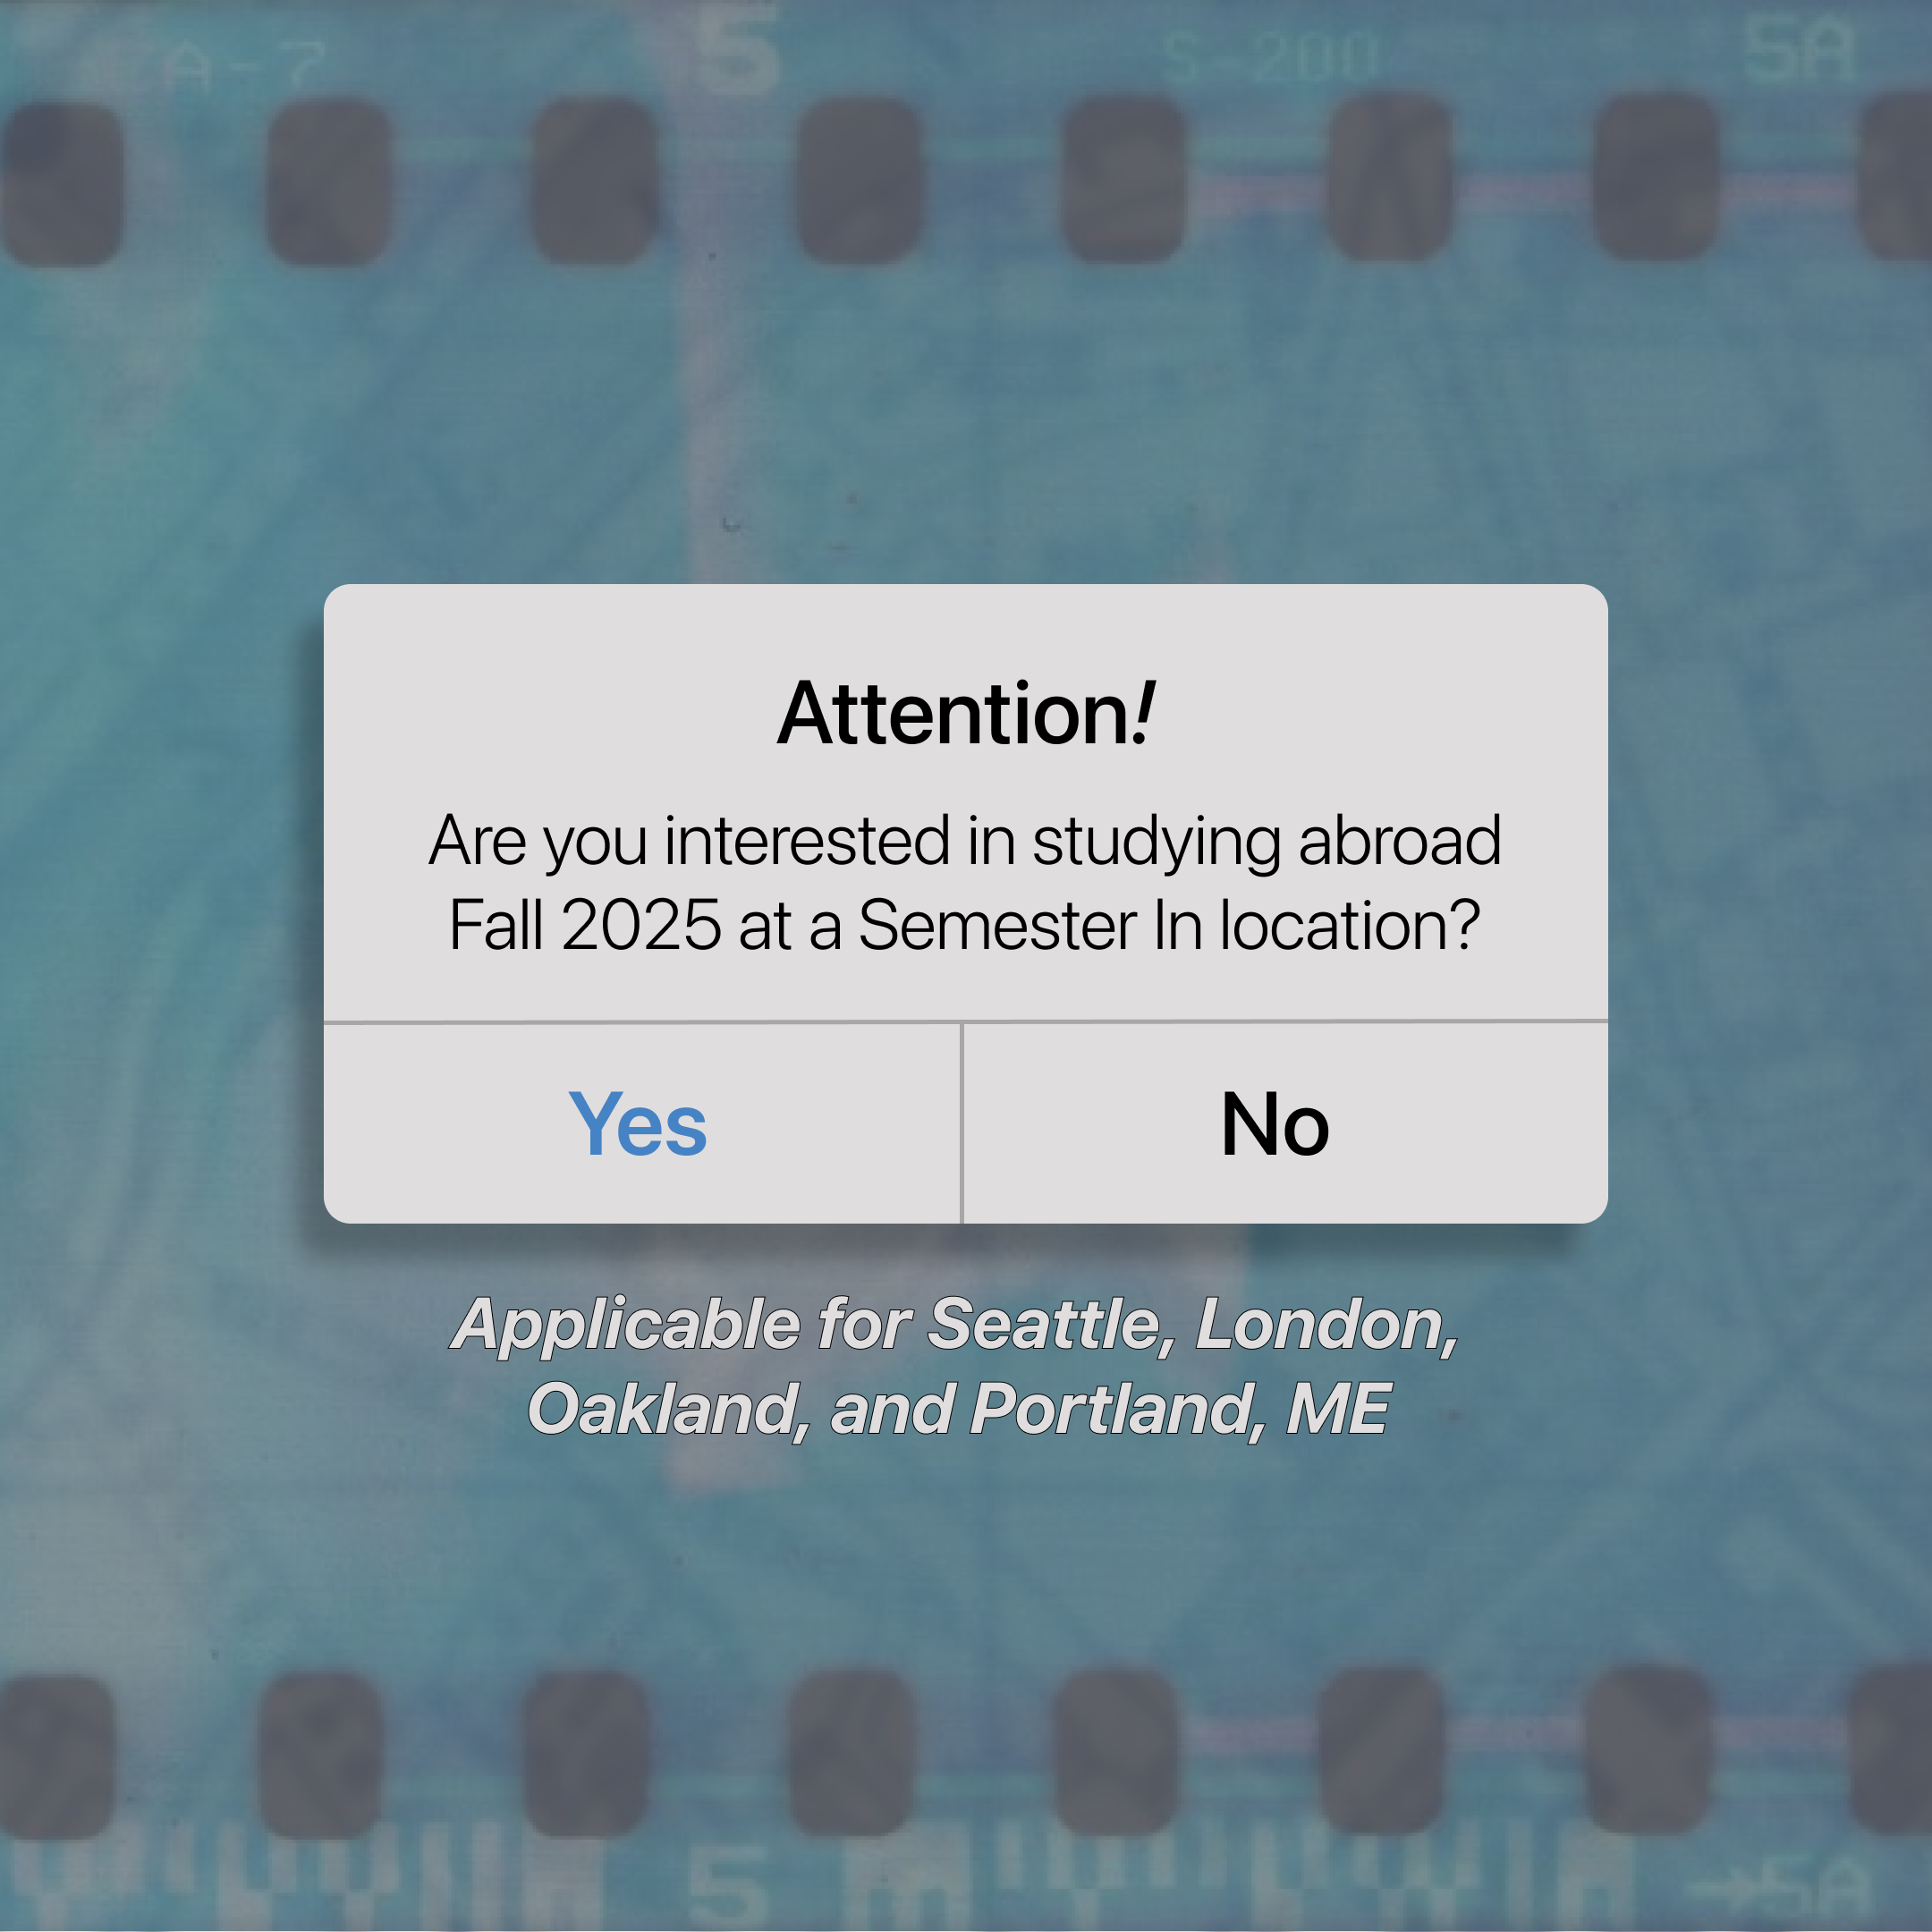 A-7 5 S-200 5A
Attention!
Are you interested in studying abroad
Fall 2025 at a Semester In location?
Yes No
Applicable for Seattle, London,
Oakland, and Portland, ME
5 →5A